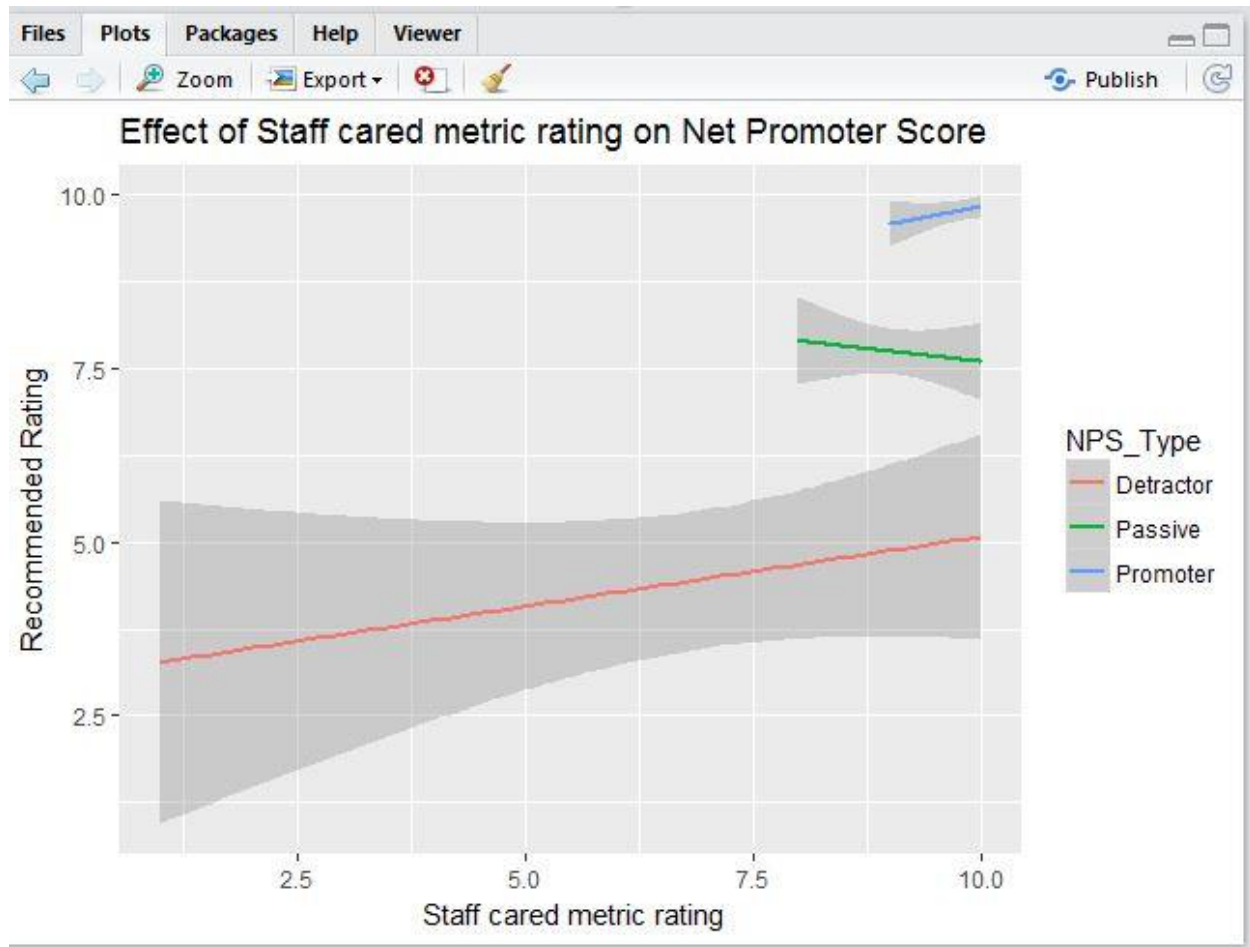 Files Plots Packages Help Viewer
Zoom Export Publish
Effect of Staff cared metric rating on Net Promoter Score
10.0
7.5
5.0
2.5
Recommended Rating
2.5 5.0 7.5 10.0
Staff cared metric rating
NPS_Type
Detractor
Passive
Promoter